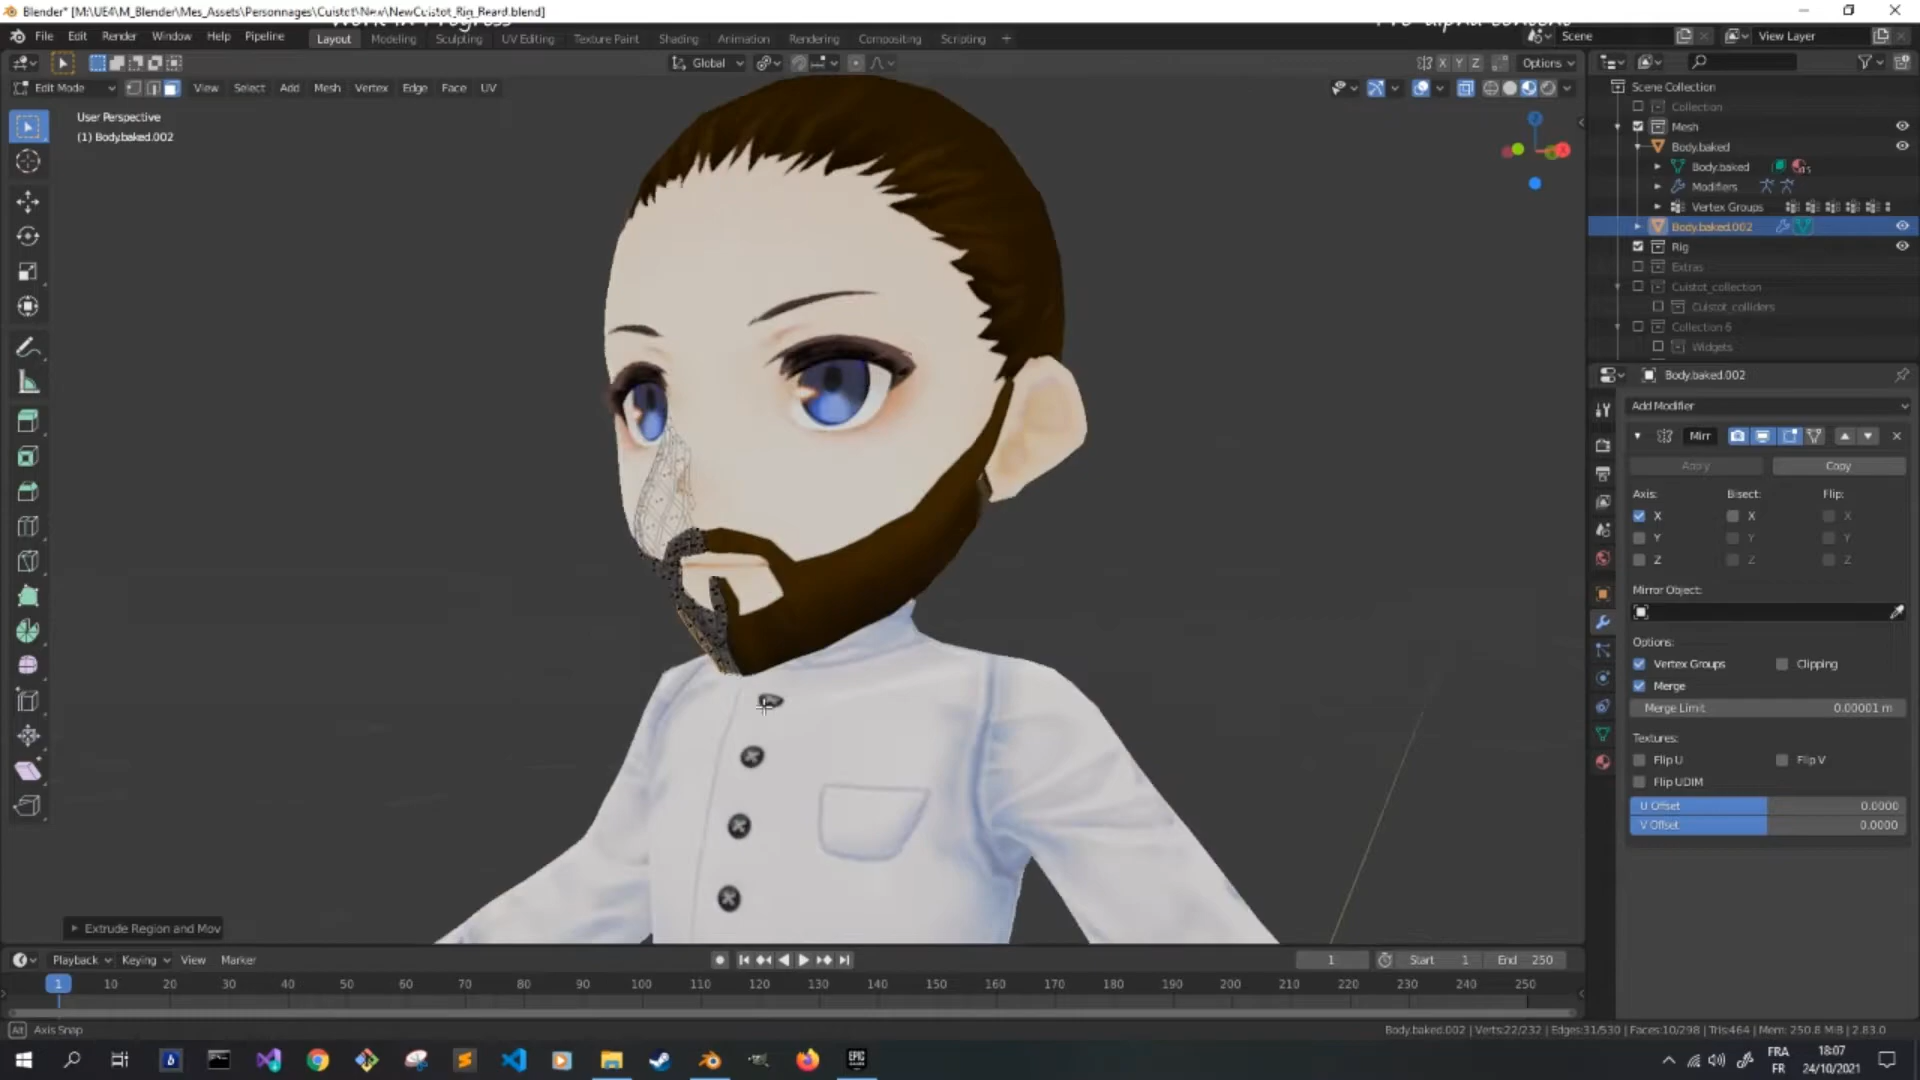 Blender* [M:\UE4\M_Blender\Mes_Assets\Personnages\Cuistot\New\NewCuistot_Rig_Beard.blend]
File Edit Render Window Help Pipeline
Layout Modeling Sculpting UV Editing Texture Paint Shading Animation Rendering Compositing Scripting +
Scene
View Layer
Global
X Y Z
Options
Edit Mode
View Select Add Mesh Vertex Edge Face UV
User Perspective
(1) Body.baked.002
Scene Collection
Collection
Mesh
Body.baked
Body.baked
Modifiers
Vertex Groups
Body.baked.002
Rig
Extras
Cuistot_collection
Cuistot_colliders
Collection 6
Widgets
Body.baked.002
Add Modifier
Mirr
Apply
Copy
Axis: Bisect: Flip:
X X X
Y Y Y
Z Z Z
Mirror Object:
Options:
Vertex Groups Clipping
Merge
Merge Limit 0.00001 m
Textures:
Flip U Flip V
Flip UDIM
U Offset 0.0000
V Offset 0.0000
Extrude Region and Mov
Playback Keying View Marker
1 Start 1 End 250
1 10 20 30 40 50 60 70 80 90 100 110 120 130 140 150 160 170 180 190 200 210 220 230 240 250
Alt Axis Snap
Body.baked.002 | Verts:22/232 | Edges:31/530 | Faces:10/298 | Tris:464 | Mem: 250.8 MiB | 2.83.0
EPIC
FRA
FR
18:07
24/10/2021